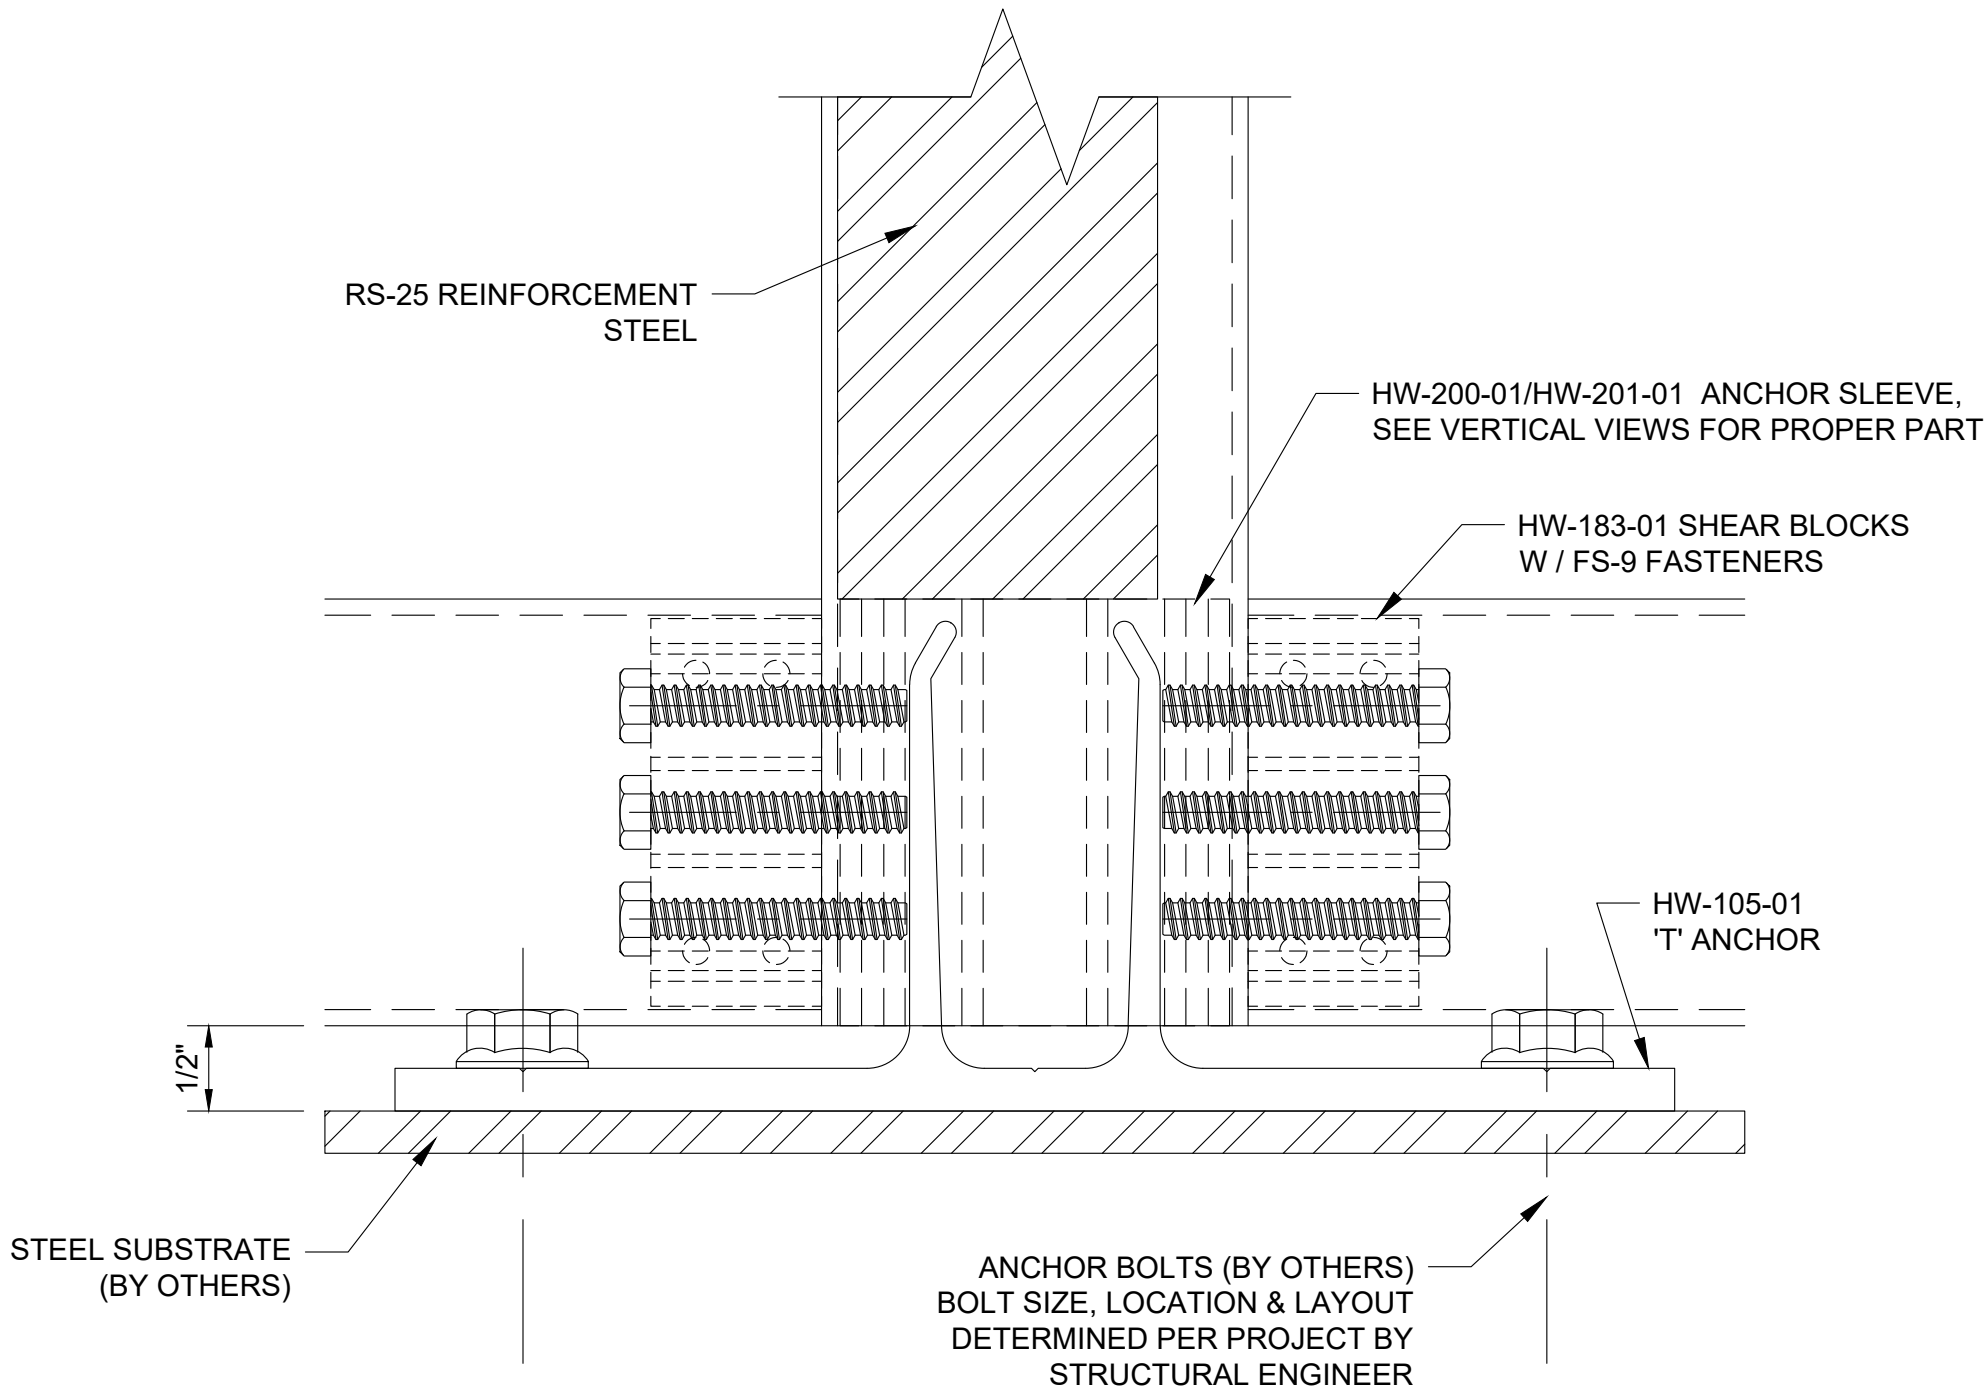 RS-25 REINFORCEMENT
STEEL
HW-200-01/HW-201-01 ANCHOR SLEEVE,
SEE VERTICAL VIEWS FOR PROPER PART
HW-183-01 SHEAR BLOCKS
W / FS-9 FASTENERS
HW-105-01
'T' ANCHOR
1/2"
STEEL SUBSTRATE
(BY OTHERS)
ANCHOR BOLTS (BY OTHERS)
BOLT SIZE, LOCATION & LAYOUT
DETERMINED PER PROJECT BY
STRUCTURAL ENGINEER